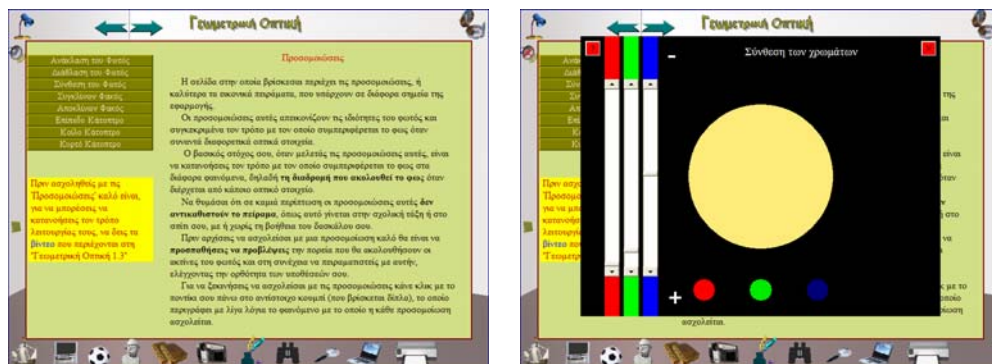 Γεωμετρική Οπτική
Ανάκλαση του Φωτός
Διάθλαση του Φωτός
Σύνθεση του Φωτός
Συγκλίνων Φακός
Αποκλίνων Φακός
Επίπεδο Κάτοπτρο
Κοίλο Κάτοπτρο
Κυρτό Κάτοπτρο
Πριν ασχοληθείς με τις
'Προσομοιώσεις' καλό είναι,
για να μπορέσεις να
κατανοήσεις τον τρόπο
λειτουργίας τους, να δεις τα
βίντεο που περιέχονται στη
'Γεωμετρική Οπτική 1.3'
Προσομοιώσεις
Η σελίδα στην οποία βρίσκεσαι περιέχει τις προσομοιώσεις, ή
καλύτερα τα εικονικά πειράματα, που υπάρχουν σε διάφορα σημεία της
εφαρμογής.
Οι προσομοιώσεις αυτές απεικονίζουν τις ιδιότητες του φωτός και
συγκεκριμένα τον τρόπο με τον οποίο συμπεριφέρεται το φως όταν
συναντά διαφορετικά οπτικά στοιχεία.
Ο βασικός στόχος σου, όταν μελετάς τις προσομοιώσεις αυτές, είναι
να κατανοήσεις τον τρόπο με τον οποίο συμπεριφέρεται το φως στα
διάφορα φαινόμενα, δηλαδή τη διαδρομή που ακολουθεί το φως όταν
διέρχεται από κάποιο οπτικό στοιχείο.
Να θυμάσαι ότι σε καμιά περίπτωση οι προσομοιώσεις αυτές δεν
αντικαθιστούν το πείραμα, όπως αυτό γίνεται στην σχολική τάξη ή στο
σπίτι σου, με ή χωρίς τη βοήθεια του δασκάλου σου.
Πριν αρχίσεις να ασχολείσαι με μια προσομοίωση καλό θα είναι να
προσπαθήσεις να προβλέψεις την πορεία που θα ακολουθήσουν οι
ακτίνες του φωτός και στη συνέχεια να πειραματιστείς με αυτήν,
ελέγχοντας την ορθότητα των υποθέσεών σου.
Για να ξεκινήσεις να ασχολείσαι με τις προσομοιώσεις κάνε κλικ με το
ποντίκι σου πάνω στο αντίστοιχο κουμπί (που βρίσκεται δίπλα), το οποίο
περιγράφει με λίγα λόγια το φαινόμενο με το οποίο η κάθε προσομοίωση
ασχολείται.
Γεωμετρική Οπτική
Σύνθεση των χρωμάτων
-
+
της
είναι
όταν
ή στο
με το
οποίο
ασχολείται.